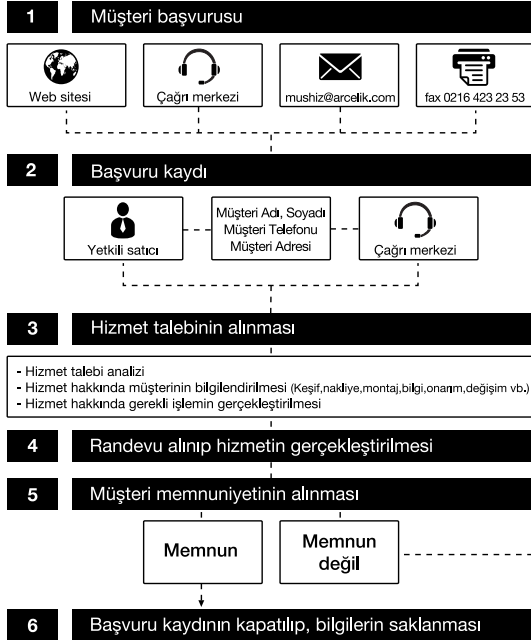 1 Müşteri başvurusu
Web sitesi
Çağrı merkezi
mushiz@arcelik.com
fax 0216 423 23 53
2 Başvuru kaydı
Yetkili satıcı
Müşteri Adı, Soyadı
Müşteri Telefonu
Müşteri Adresi
Çağrı merkezi
3 Hizmet talebinin alınması
- Hizmet talebi analizi
- Hizmet hakkında müşterinin bilgilendirilmesi (Keşif,nakliye,montaj,bilgi,onarım,değişim vb.)
- Hizmet hakkında gerekli işlemin gerçekleştirilmesi
4 Randevu alınıp hizmetin gerçekleştirilmesi
5 Müşteri memnuniyetinin alınması
Memnun
Memnun
değil
6 Başvuru kaydının kapatılıp, bilgilerin saklanması